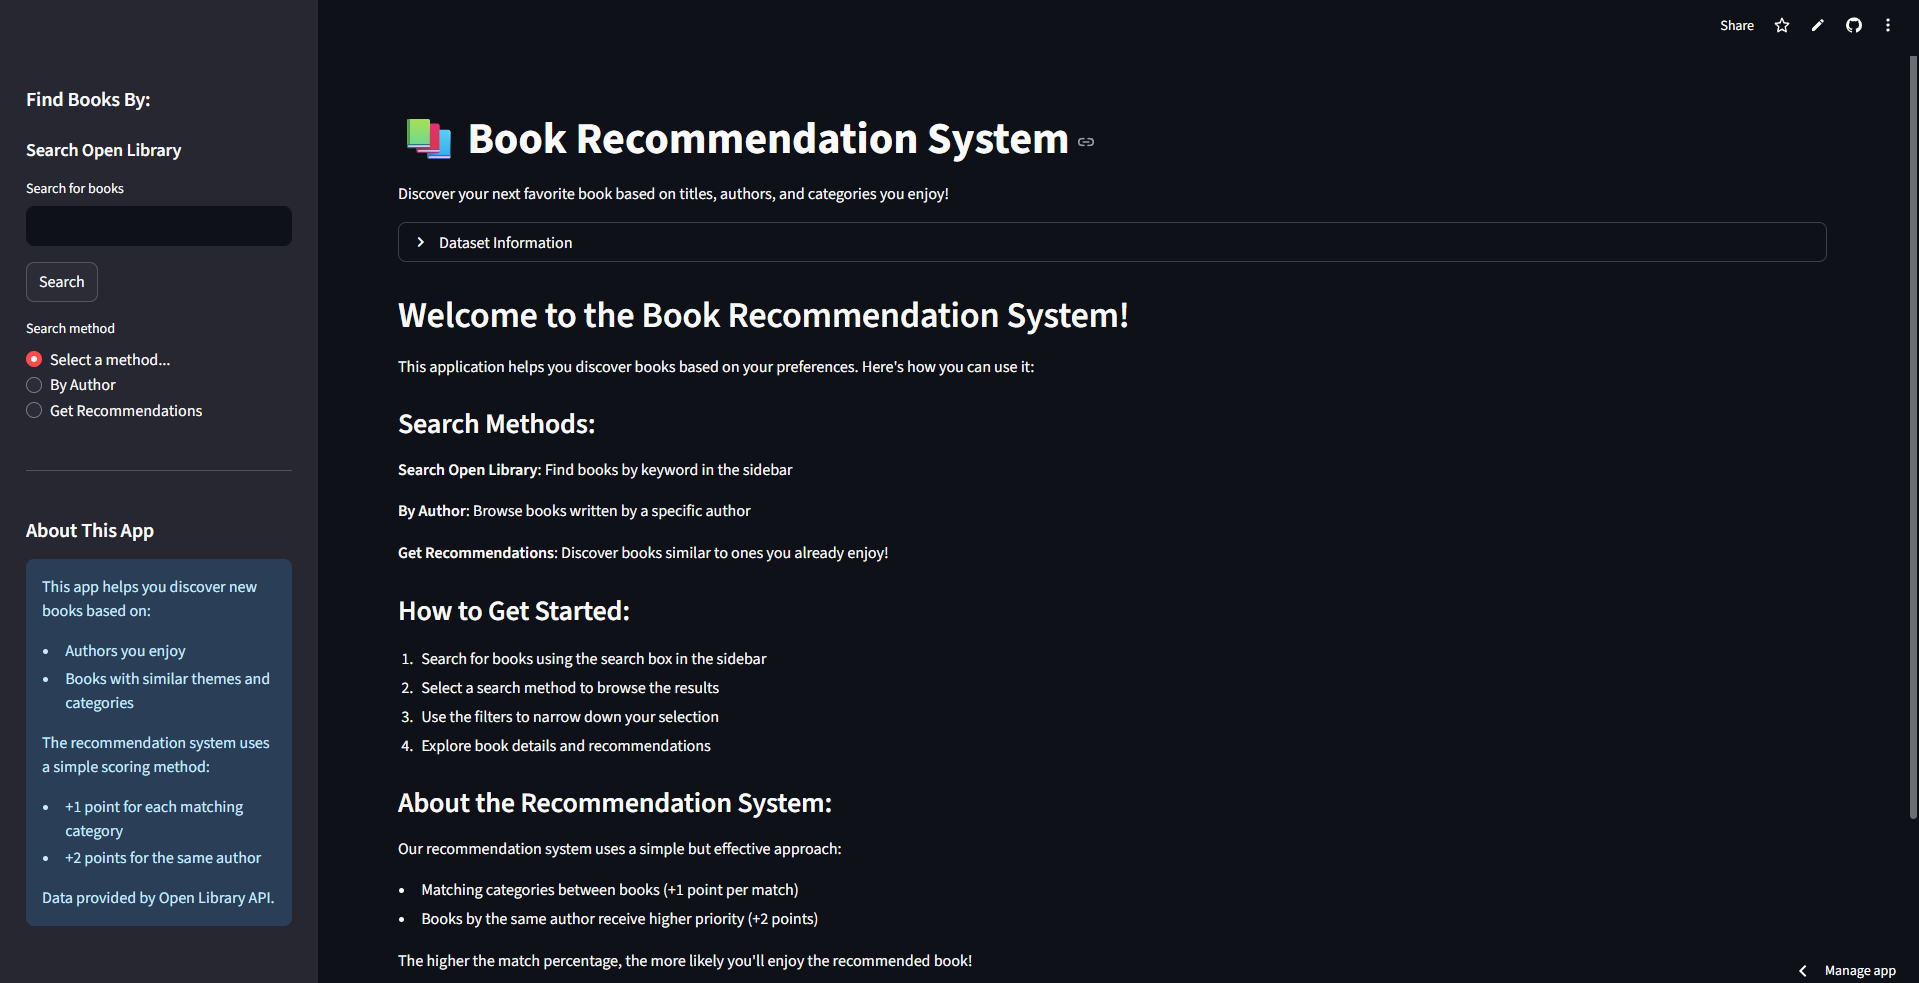 Share
Find Books By:
Search Open Library
Search for books
Search
Search method
Select a method...
By Author
Get Recommendations
About This App
This app helps you discover new
books based on:
• Authors you enjoy
• Books with similar themes and
categories
The recommendation system uses
a simple scoring method:
• +1 point for each matching
category
• +2 points for the same author
Data provided by Open Library API.
Book Recommendation System
Discover your next favorite book based on titles, authors, and categories you enjoy!
Dataset Information
Welcome to the Book Recommendation System!
This application helps you discover books based on your preferences. Here's how you can use it:
Search Methods:
Search Open Library: Find books by keyword in the sidebar
By Author: Browse books written by a specific author
Get Recommendations: Discover books similar to ones you already enjoy!
How to Get Started:
1. Search for books using the search box in the sidebar
2. Select a search method to browse the results
3. Use the filters to narrow down your selection
4. Explore book details and recommendations
About the Recommendation System:
Our recommendation system uses a simple but effective approach:
• Matching categories between books (+1 point per match)
• Books by the same author receive higher priority (+2 points)
The higher the match percentage, the more likely you'll enjoy the recommended book!
Manage app